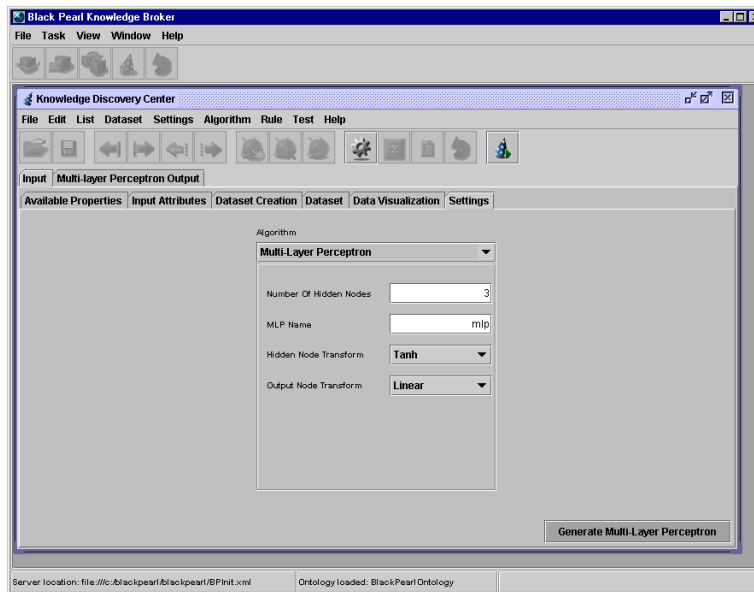 Black Pearl Knowledge Broker
File Task View Window Help
Knowledge Discovery Center
File Edit List Dataset Settings Algorithm Rule Test Help
Input Multi-layer Perceptron Output
Available Properties Input Attributes Dataset Creation Dataset Data Visualization Settings
Algorithm
Multi-Layer Perceptron
Number Of Hidden Nodes 3
MLP Name mlp
Hidden Node Transform Tanh
Output Node Transform Linear
Generate Multi-Layer Perceptron
Server location: file:///c:/blackpearl/blackpearl/BPInit.xml Ontology loaded: BlackPearlOntology